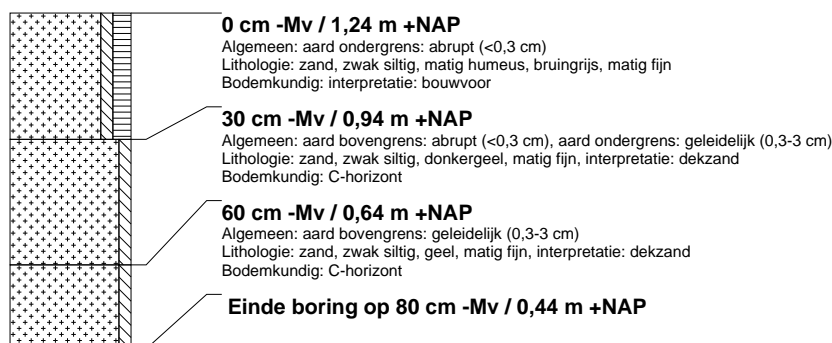 0 cm -Mv / 1,24 m +NAP
Algemeen: aard ondergrens: abrupt (<0,3 cm)
Lithologie: zand, zwak siltig, matig humeus, bruingrijs, matig fijn
Bodemkundig: interpretatie: bouwvoor
30 cm -Mv / 0,94 m +NAP
Algemeen: aard bovengrens: abrupt (<0,3 cm), aard ondergrens: geleidelijk (0,3-3 cm)
Lithologie: zand, zwak siltig, donkergeel, matig fijn, interpretatie: dekzand
Bodemkundig: C-horizont
60 cm -Mv / 0,64 m +NAP
Algemeen: aard bovengrens: geleidelijk (0,3-3 cm)
Lithologie: zand, zwak siltig, geel, matig fijn, interpretatie: dekzand
Bodemkundig: C-horizont
Einde boring op 80 cm -Mv / 0,44 m +NAP